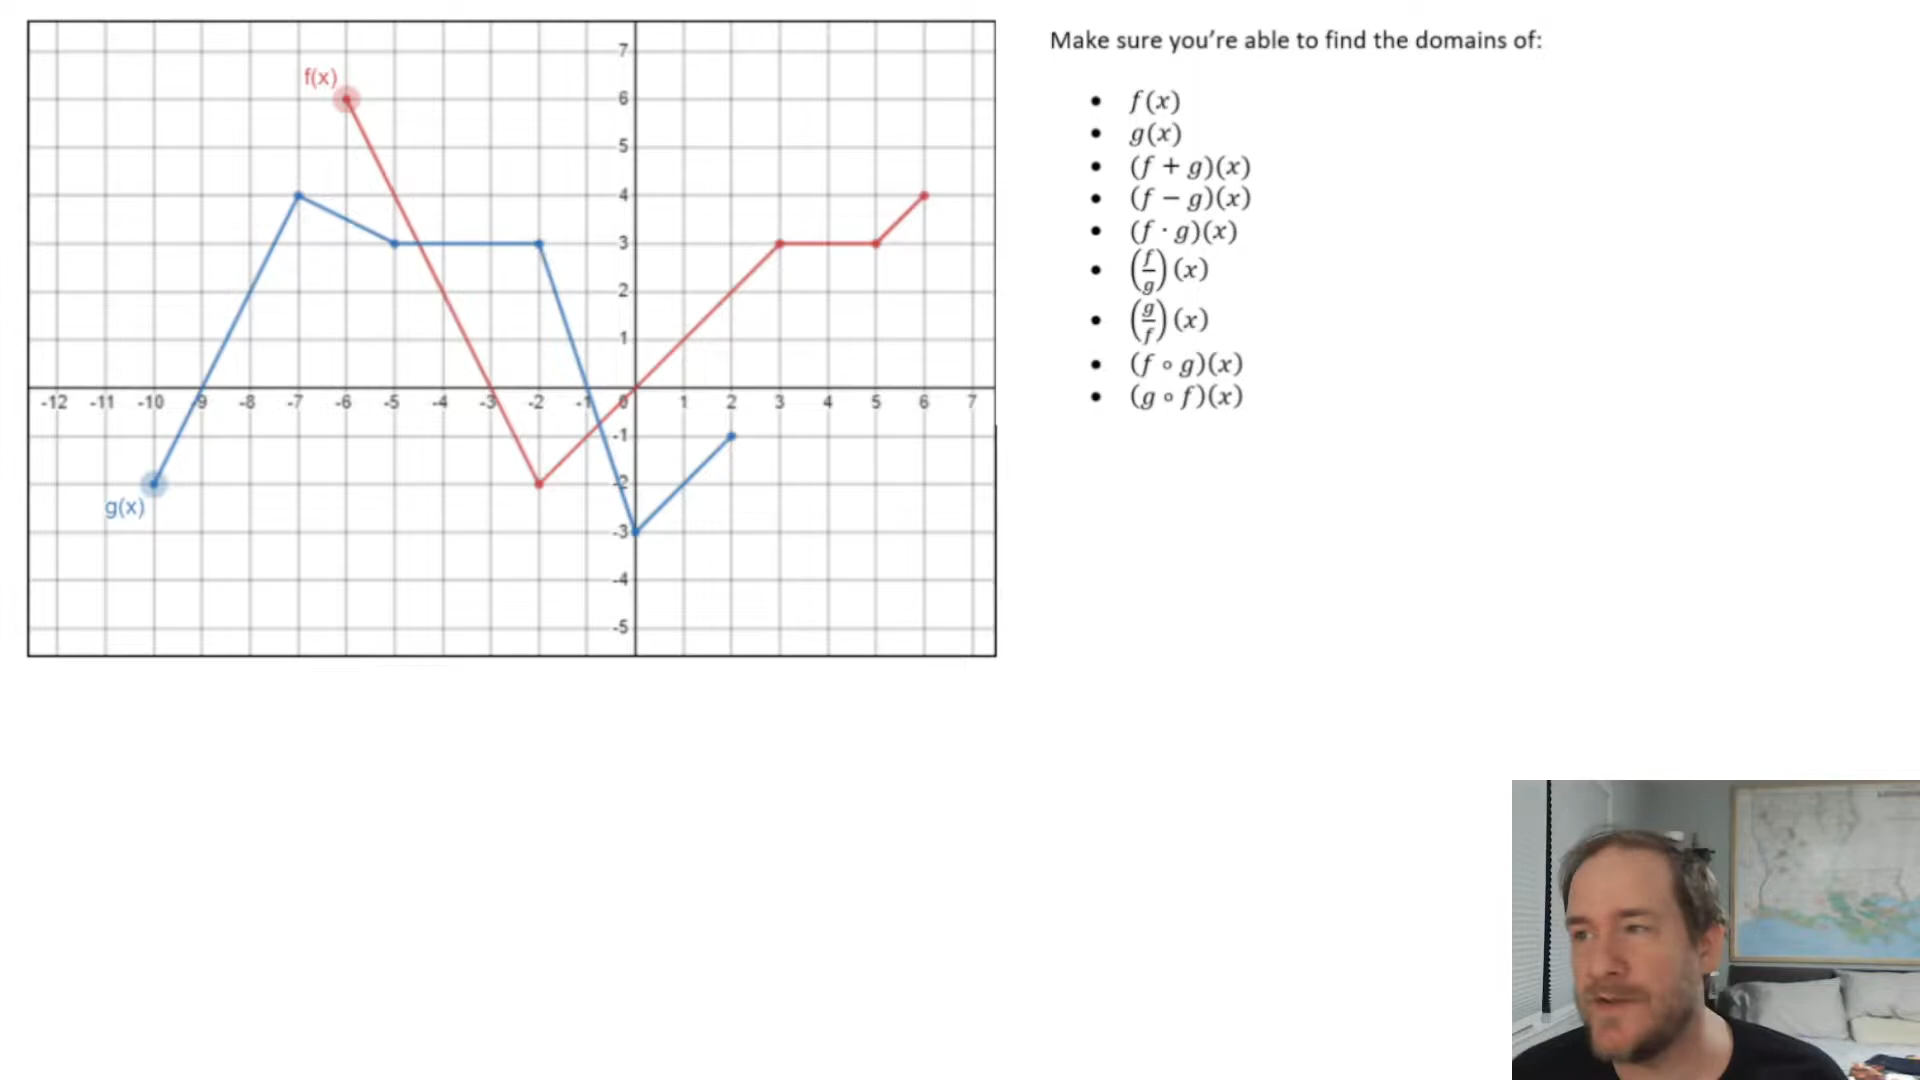 f(x)
g(x)
7
6
5
4
3
2
1
-12 -11 -10 -9 -8 -7 -6 -5 -4 -3 -2 -1 0 1 2 3 4 5 6 7
-1
-2
-3
-4
-5
Make sure you’re able to find the domains of:
• f(x)
• g(x)
• (f + g)(x)
• (f − g)(x)
• (f · g)(x)
• (f/g)(x)
• (g/f)(x)
• (f ∘ g)(x)
• (g ∘ f)(x)